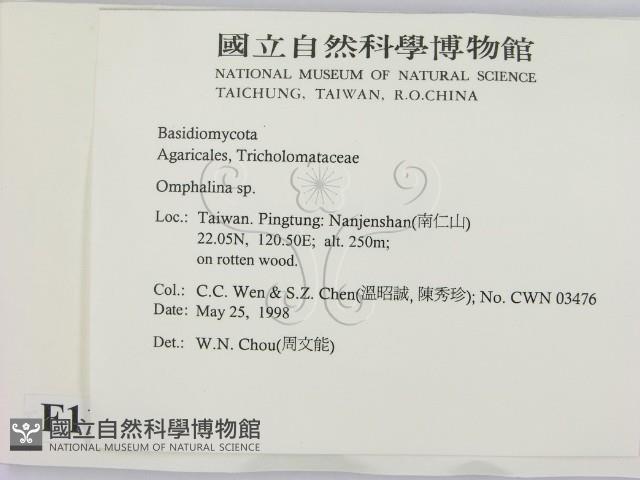 國立自然科學博物館
NATIONAL MUSEUM OF NATURAL SCIENCE
TAICHUNG, TAIWAN, R.O.CHINA
Basidiomycota
Agaricales, Tricholomataceae
Omphalina sp.
Loc.: Taiwan. Pingtung: Nanjenshan(南仁山)
22.05N, 120.50E; alt. 250m;
on rotten wood.
Col.: C.C. Wen & S.Z. Chen(溫昭誠, 陳秀珍); No. CWN 03476
Date: May 25, 1998
Det.: W.N. Chou(周文能)
F1
國立自然科學博物館
NATIONAL MUSEUM OF NATURAL SCIENCE